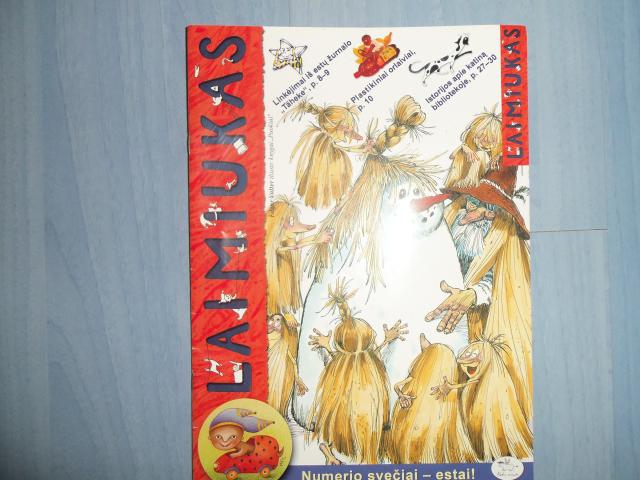 LAIMIUKAS
Linkėjimai iš estų žurnalo
„Täheke“, p. 8–9
Plastikiniai orlaiviai,
p. 10
Istorijos apie katiną
bibliotekoje, p. 27–30
LAIMIUKAS
Numerio svečiai – estai!